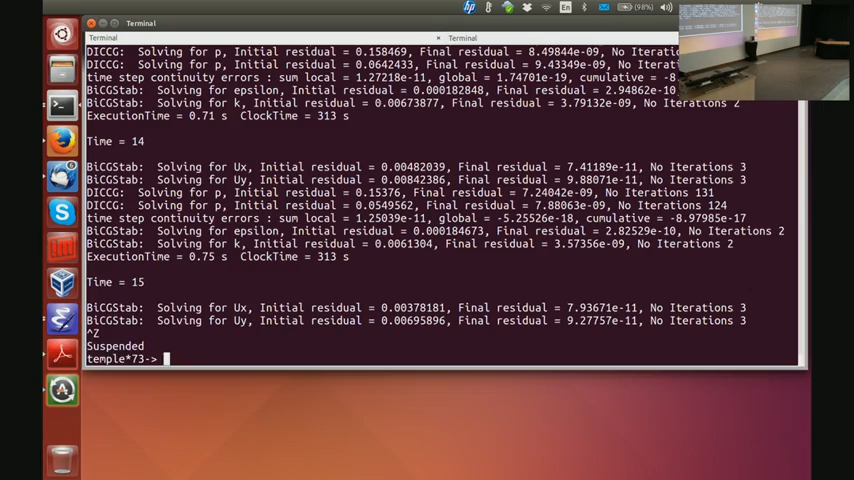 Terminal
(98%)
En
Terminal
Terminal
DICCG: Solving for p, Initial residual = 0.158469, Final residual = 8.49844e-09, No Iterations
DICCG: Solving for p, Initial residual = 0.0642433, Final residual = 9.43349e-09, No Iterations
time step continuity errors : sum local = 1.27218e-11, global = 1.74701e-19, cumulative = -8.
BiCGStab: Solving for epsilon, Initial residual = 0.000182848, Final residual = 2.94862e-10,
BiCGStab: Solving for k, Initial residual = 0.00673877, Final residual = 3.79132e-09, No Iterations 2
ExecutionTime = 0.71 s ClockTime = 313 s
Time = 14
BiCGStab: Solving for Ux, Initial residual = 0.00482039, Final residual = 7.41189e-11, No Iterations 3
BiCGStab: Solving for Uy, Initial residual = 0.00842386, Final residual = 9.88071e-11, No Iterations 3
DICCG: Solving for p, Initial residual = 0.15376, Final residual = 7.24042e-09, No Iterations 131
DICCG: Solving for p, Initial residual = 0.0549562, Final residual = 7.88063e-09, No Iterations 124
time step continuity errors : sum local = 1.25039e-11, global = -5.25526e-18, cumulative = -8.97985e-17
BiCGStab: Solving for epsilon, Initial residual = 0.000184673, Final residual = 2.82529e-10, No Iterations 2
BiCGStab: Solving for k, Initial residual = 0.0061304, Final residual = 3.57356e-09, No Iterations 2
ExecutionTime = 0.75 s ClockTime = 313 s
Time = 15
BiCGStab: Solving for Ux, Initial residual = 0.00378181, Final residual = 7.93671e-11, No Iterations 3
BiCGStab: Solving for Uy, Initial residual = 0.00695896, Final residual = 9.27757e-11, No Iterations 3
^Z
Suspended
temple*73->